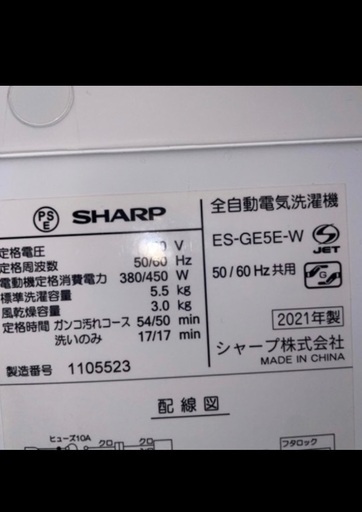 PS E SHARP
全自動電気洗濯機
定格電圧 V
ES-GE5E-W JET
定格周波数 50/60 Hz
電動機定格消費電力 380/450 W
50/60Hz共用
標準洗濯容量 5.5 kg
風乾燥容量 3.0 kg
定格時間 ガンコ汚れコース 54/50 min
2021年製
洗いのみ 17/17 min
シャープ株式会社
製造番号 1105523
MADE IN CHINA
配線図
ヒューズ10A
フタロック